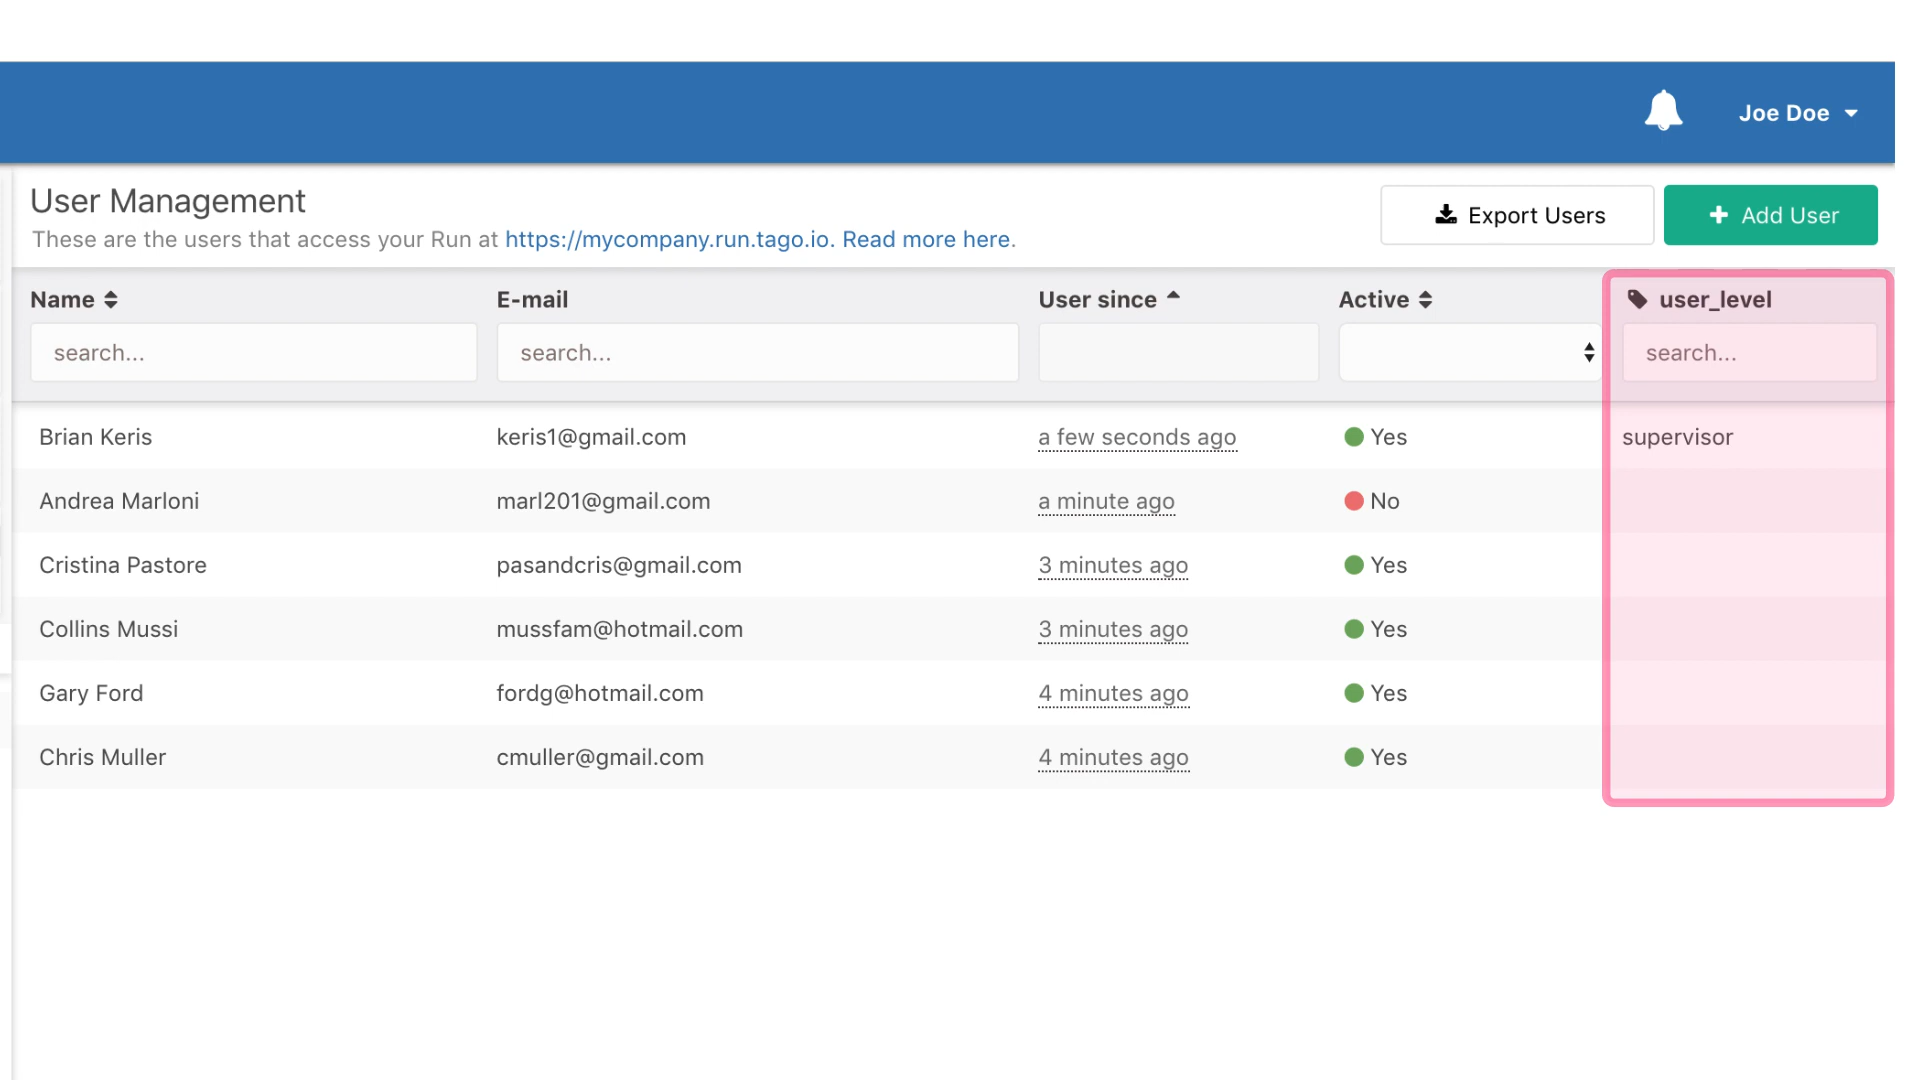 Joe Doe
User Management
These are the users that access your Run at https://mycompany.run.tago.io. Read more here.
Export Users
Add User
Name E-mail User since Active user_level
search... search... search...
Brian Keris keris1@gmail.com a few seconds ago Yes supervisor
Andrea Marloni marl201@gmail.com a minute ago No
Cristina Pastore pasandcris@gmail.com 3 minutes ago Yes
Collins Mussi mussfam@hotmail.com 3 minutes ago Yes
Gary Ford fordg@hotmail.com 4 minutes ago Yes
Chris Muller cmuller@gmail.com 4 minutes ago Yes